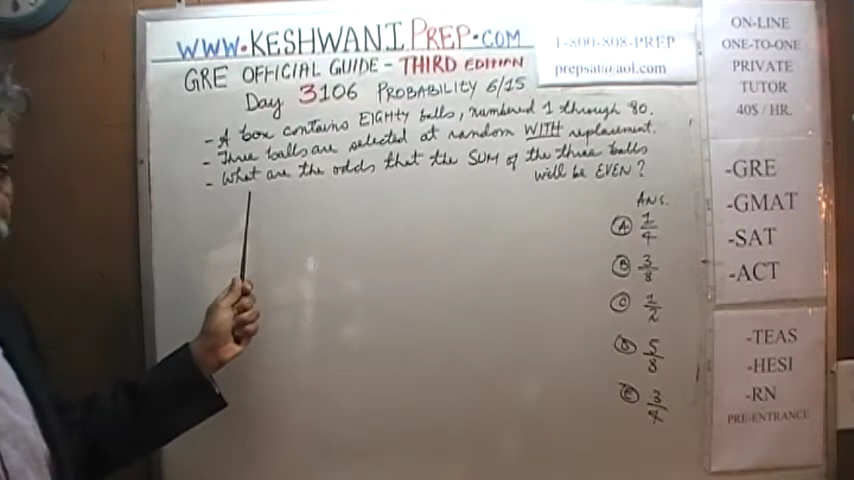 WWW.KESHWANIPREP.COM
GRE OFFICIAL GUIDE - THIRD EDITION
Day 3106 PROBABILITY 6/15
- A box contains EIGHTY balls, numbered 1 through 80.
- Three balls are selected at random WITH replacement.
- What are the odds that the SUM of the three balls
will be EVEN?
ANS.
(A) 1/4
(B) 3/8
(C) 1/2
(D) 5/8
(E) 3/4
1-800-808-PREP
prepsat@aol.com
ON-LINE
ONE-TO-ONE
PRIVATE
TUTOR
40$ / HR.
-GRE
-GMAT
-SAT
-ACT
-TEAS
-HESI
-RN
PRE-ENTRANCE